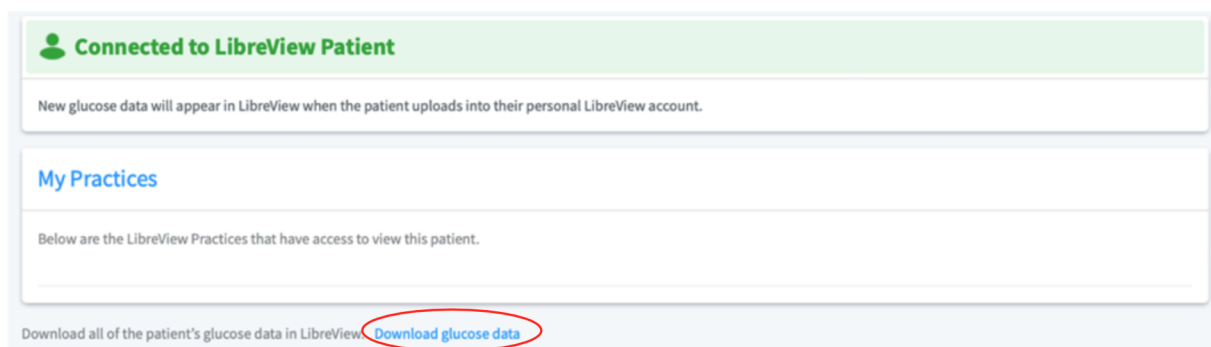 Connected to LibreView Patient
New glucose data will appear in LibreView when the patient uploads into their personal LibreView account.
My Practices
Below are the LibreView Practices that have access to view this patient.
Download all of the patient's glucose data in LibreView. Download glucose data